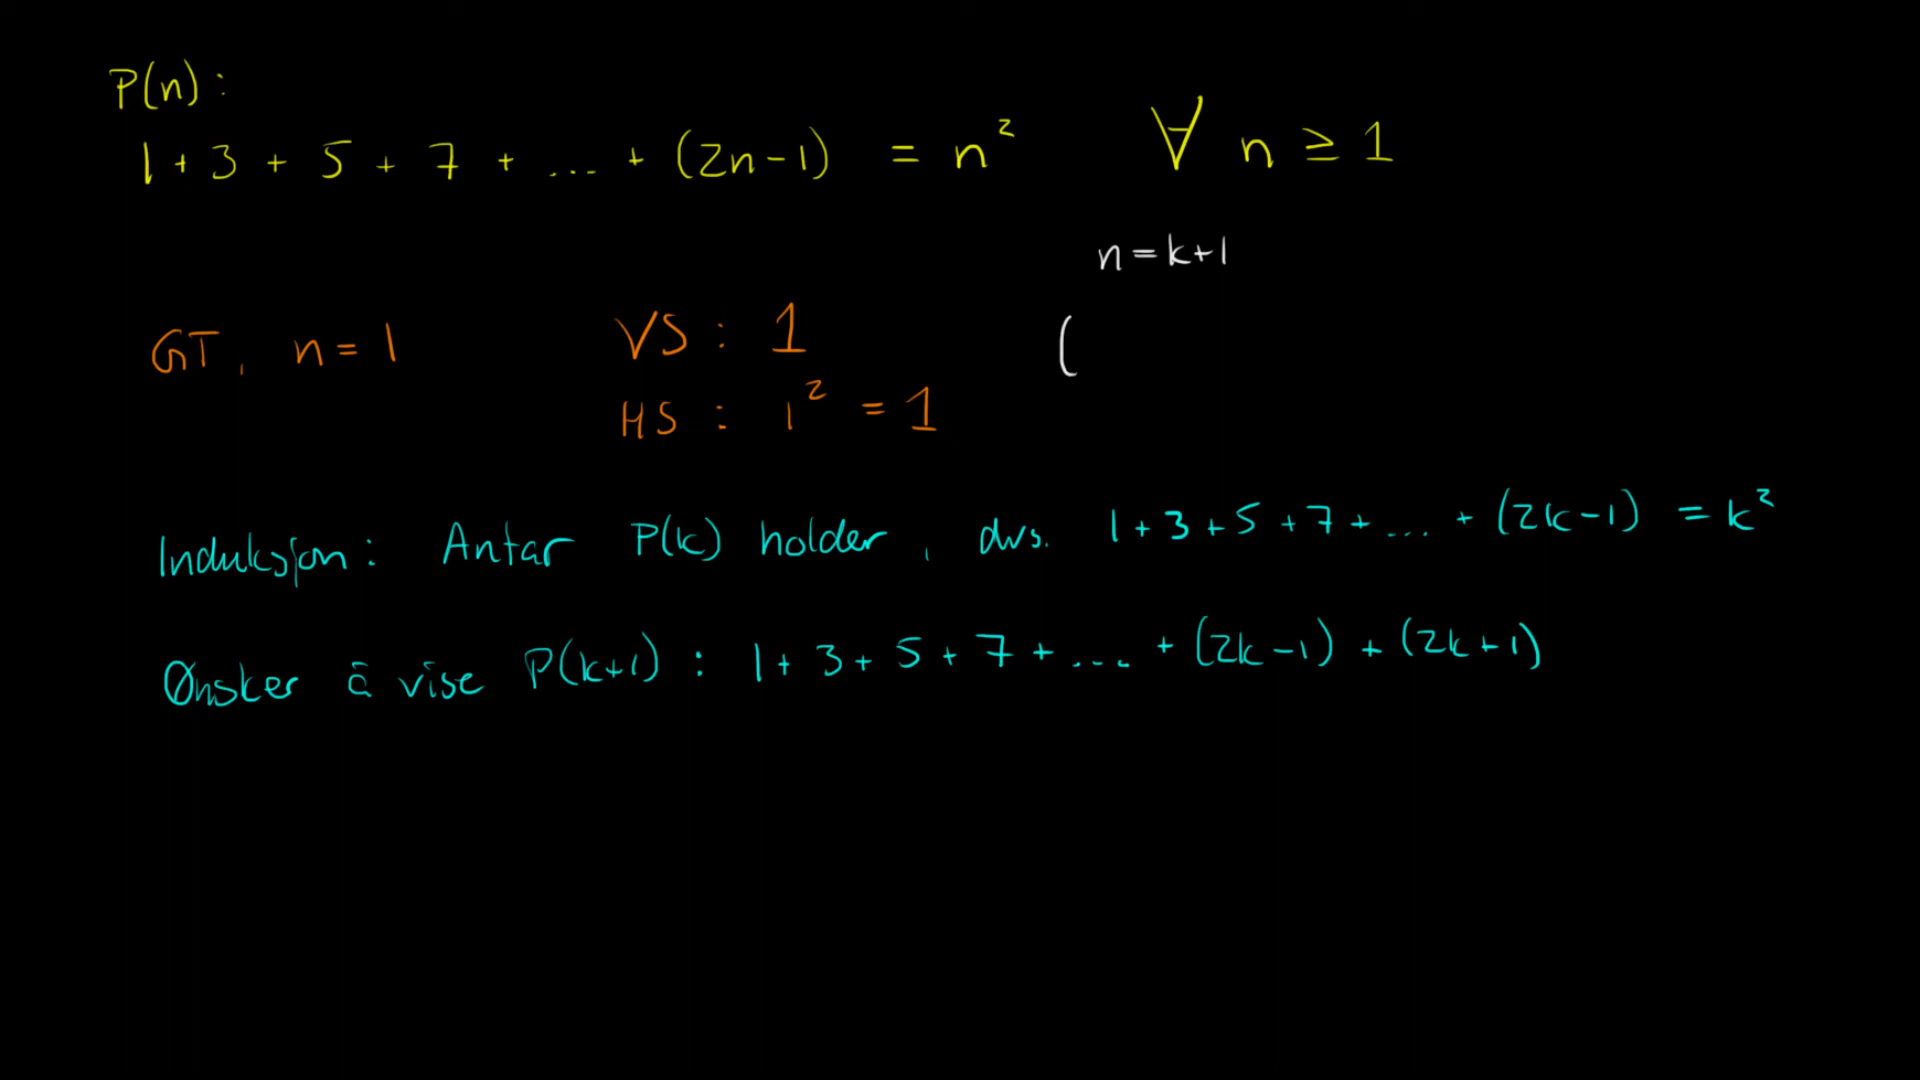 P(n):
1 + 3 + 5 + 7 + ... + (2n-1) = n² ∀ n ≥ 1
n = k+1
GT, n = 1 VS : 1 (
HS : 1² = 1
Induksjon: Antar P(k) holder, dvs. 1 + 3 + 5 + 7 + ... + (2k-1) = k²
Ønsker å vise P(k+1) : 1 + 3 + 5 + 7 + ... + (2k-1) + (2k+1)